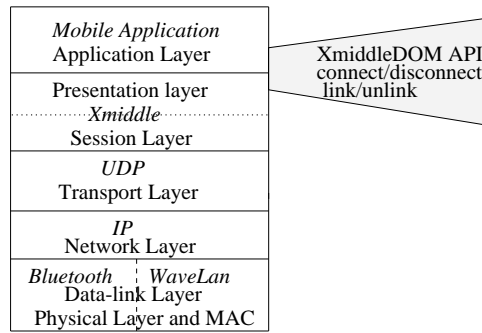 Mobile Application
Application Layer
Presentation layer
Xmiddle
Session Layer
UDP
Transport Layer
IP
Network Layer
Bluetooth WaveLan
Data-link Layer
Physical Layer and MAC
XmiddleDOM API
connect/disconnect
link/unlink